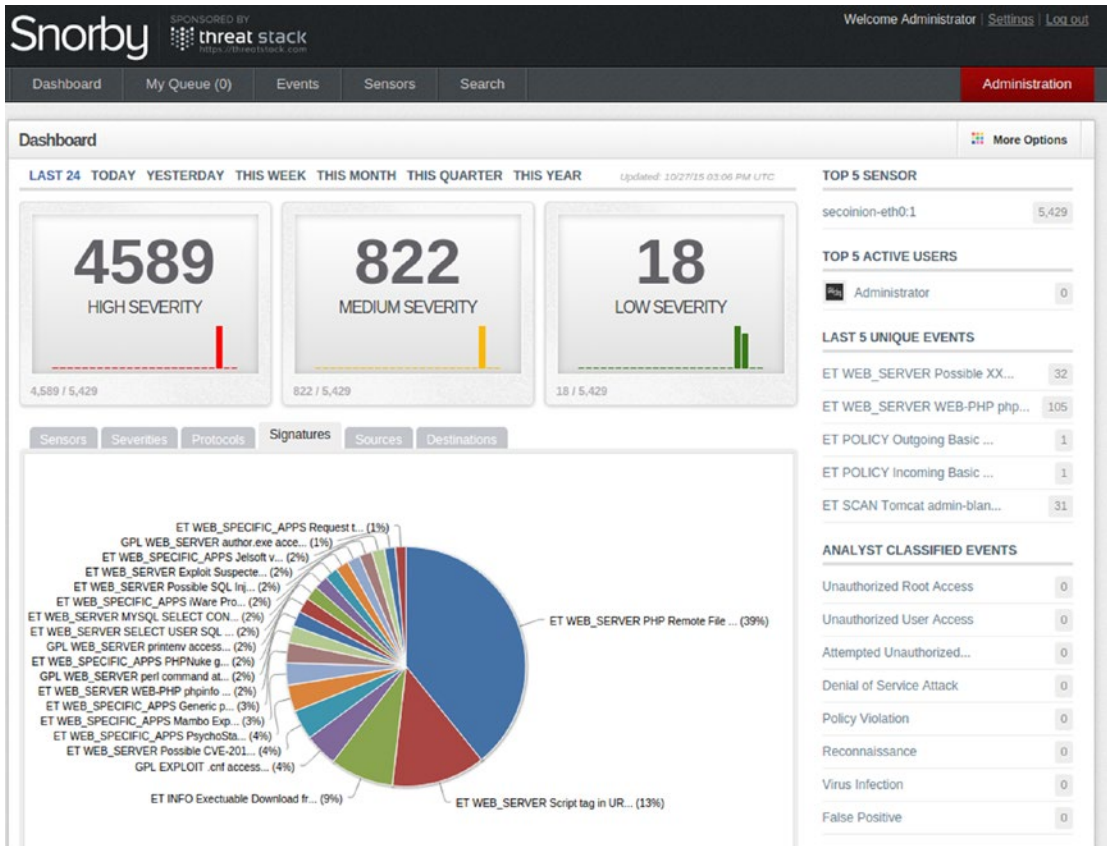 Snorby
SPONSORED BY
threat stack
https://threatstack.com
Welcome Administrator | Settings | Log out
Dashboard
My Queue (0)
Events
Sensors
Search
Administration
Dashboard
More Options
LAST 24 TODAY YESTERDAY THIS WEEK THIS MONTH THIS QUARTER THIS YEAR
Updated: 10/27/15 03:06 PM UTC
4589
HIGH SEVERITY
4,589 / 5,429
822
MEDIUM SEVERITY
822 / 5,429
18
LOW SEVERITY
18 / 5,429
Sensors
Severities
Protocols
Signatures
Sources
Destinations
ET WEB_SPECIFIC_APPS Request t... (1%)
GPL WEB_SERVER author.exe acce... (1%)
ET WEB_SPECIFIC_APPS Jelsoft v... (2%)
ET WEB_SERVER Exploit Suspecte... (2%)
ET WEB_SERVER Possible SQL Inj... (2%)
ET WEB_SPECIFIC_APPS iWare Pro... (2%)
ET WEB_SERVER MYSQL SELECT CON... (2%)
ET WEB_SERVER SELECT USER SQL ... (2%)
GPL WEB_SERVER printenv access... (2%)
ET WEB_SPECIFIC_APPS PHPNuke g... (2%)
GPL WEB_SERVER perl command at... (2%)
ET WEB_SERVER WEB-PHP phpinfo ... (2%)
ET WEB_SPECIFIC_APPS Generic p... (3%)
ET WEB_SPECIFIC_APPS Mambo Exp... (3%)
ET WEB_SPECIFIC_APPS PsychoSta... (4%)
ET WEB_SERVER Possible CVE-201... (4%)
GPL EXPLOIT .cnf access... (4%)
ET INFO Exectuable Download fr... (9%)
ET WEB_SERVER Script tag in UR... (13%)
ET WEB_SERVER PHP Remote File ... (39%)
TOP 5 SENSOR
secoinion-eth0:1 5,429
TOP 5 ACTIVE USERS
Administrator 0
LAST 5 UNIQUE EVENTS
ET WEB_SERVER Possible XX... 32
ET WEB_SERVER WEB-PHP php... 105
ET POLICY Outgoing Basic ... 1
ET POLICY Incoming Basic ... 1
ET SCAN Tomcat admin-blan... 31
ANALYST CLASSIFIED EVENTS
Unauthorized Root Access 0
Unauthorized User Access 0
Attempted Unauthorized... 0
Denial of Service Attack 0
Policy Violation 0
Reconnaissance 0
Virus Infection 0
False Positive 0